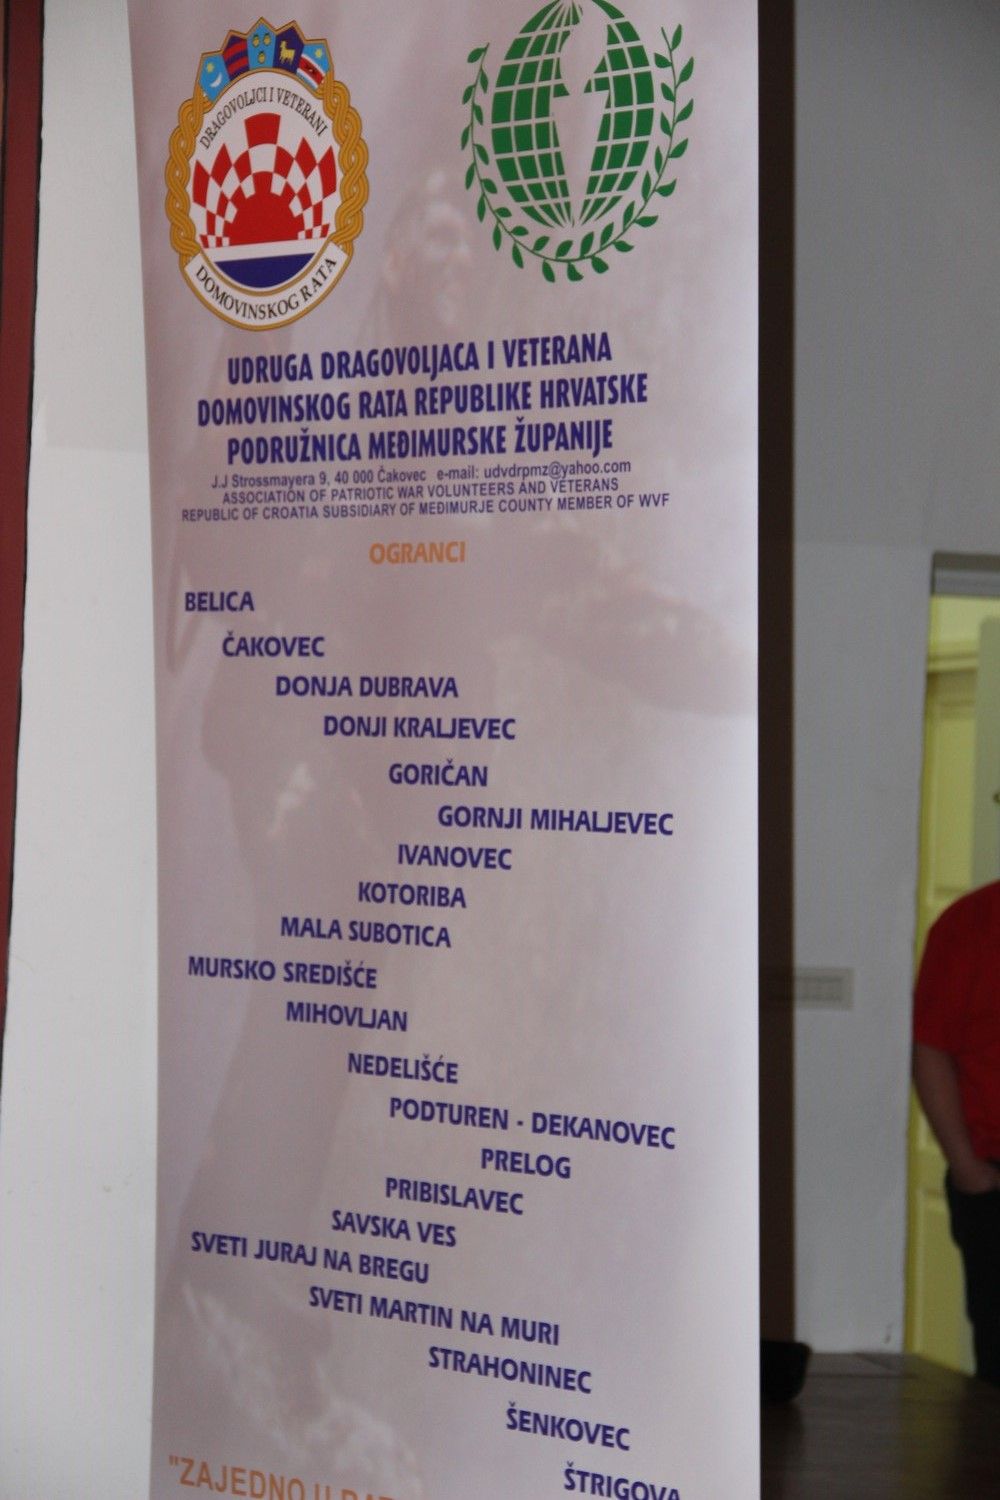 DRAGOVOLJCI I VETERANI
DOMOVINSKOG RATA
UDRUGA DRAGOVOLJACA I VETERANA
DOMOVINSKOG RATA REPUBLIKE HRVATSKE
PODRUŽNICA MEĐIMURSKE ŽUPANIJE
J.J Strossmayera 9, 40 000 Čakovec e-mail: udvdrpmz@yahoo.com
ASSOCIATION OF PATRIOTIC WAR VOLUNTEERS AND VETERANS
REPUBLIC OF CROATIA SUBSIDIARY OF MEĐIMURJE COUNTY MEMBER OF WVF
OGRANCI
BELICA
ČAKOVEC
DONJA DUBRAVA
DONJI KRALJEVEC
GORIČAN
GORNJI MIHALJEVEC
IVANOVEC
KOTORIBA
MALA SUBOTICA
MURSKO SREDIŠĆE
MIHOVLJAN
NEDELIŠĆE
PODTUREN - DEKANOVEC
PRELOG
PRIBISLAVEC
SAVSKA VES
SVETI JURAJ NA BREGU
SVETI MARTIN NA MURI
STRAHONINEC
ŠENKOVEC
ŠTRIGOVA
"ZAJEDNO U